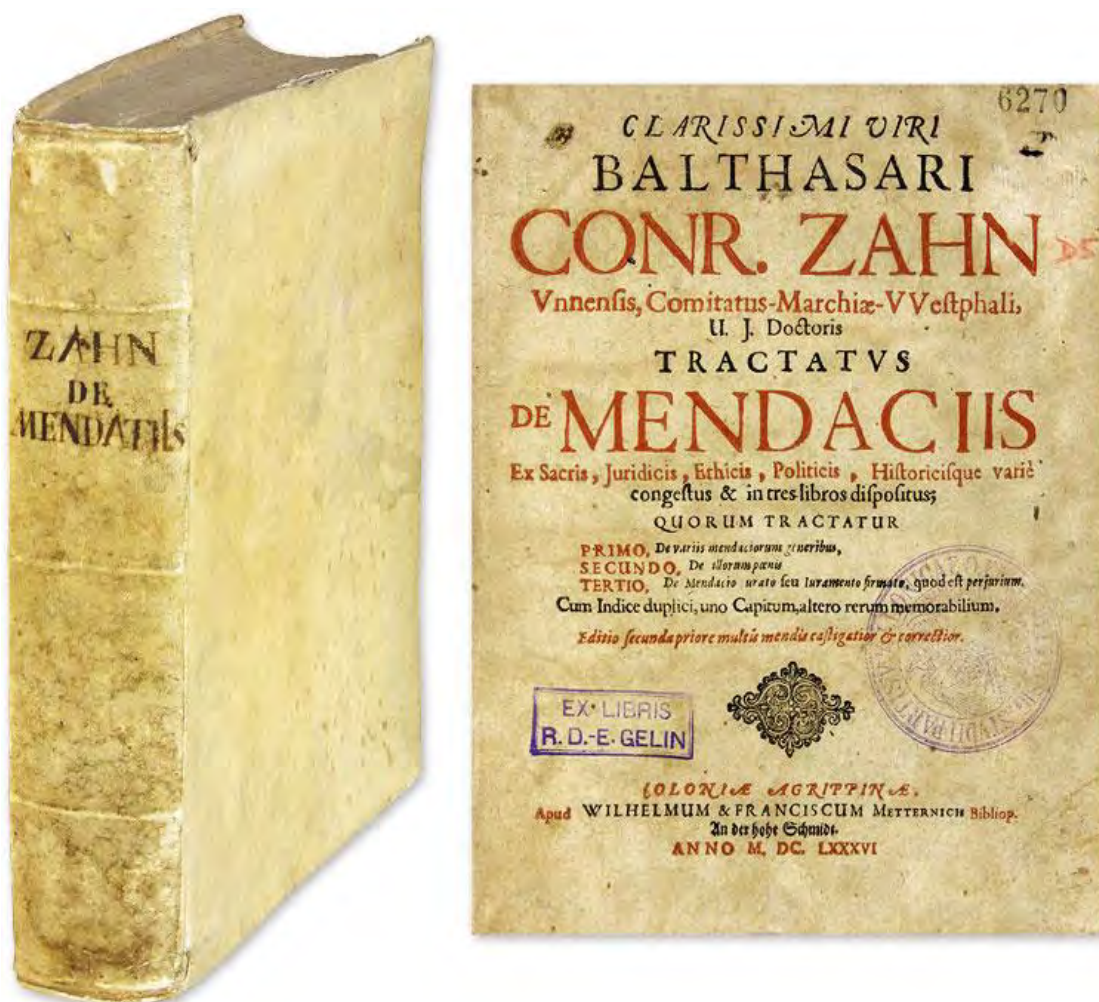 ZAHN
DE
MENDATIIS
6270
CLARISSIMI VIRI
BALTHASARI
CONR. ZAHN
Vnnenſis, Comitatus-Marchiæ-VVeſtphali,
U. J. Doctoris
TRACTATVS
DE MENDACIIS
Ex Sacris, Juridicis, Ethicis, Politicis, Hiſtoriciſque variè
congeſtus & in tres libros diſpoſitus;
QUORUM TRACTATUR
PRIMO, De variis mendaciorum generibus,
SECUNDO, De illorum pœnis
TERTIO, De Mendacio urato ſeu Iuramento firmato, quod eſt perjurium.
Cum Indice duplici, uno Capitum, altero rerum memorabilium.
Editio ſecunda priore multis mendis caſtigatior & correctior.
EX-LIBRIS
R. D.-E. GELIN
COLONIÆ AGRIPPINÆ,
Apud WILHELMUM & FRANCISCUM METTERNICH Bibliop.
An der hohe Schmidt.
ANNO M. DC. LXXXVI